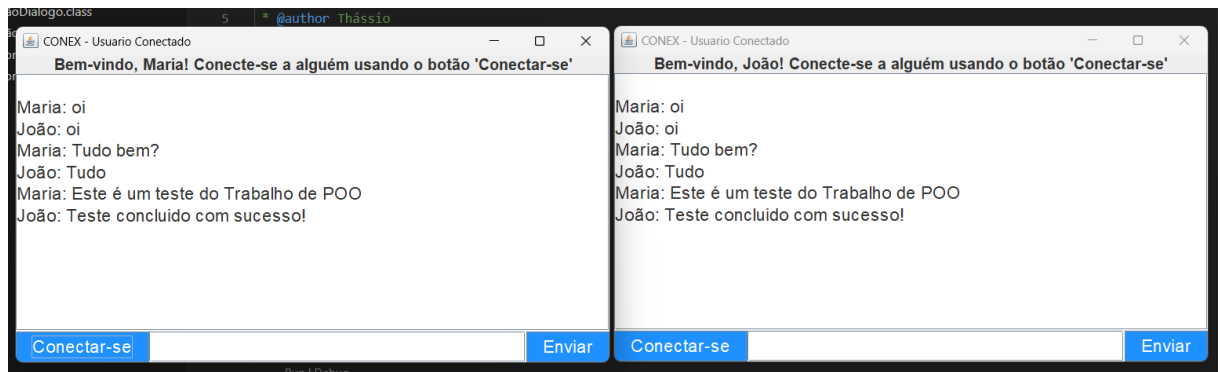 aoDialogo.class
5 * @author Thássio
CONEX - Usuario Conectado
Bem-vindo, Maria! Conecte-se a alguém usando o botão 'Conectar-se'
Maria: oi
João: oi
Maria: Tudo bem?
João: Tudo
Maria: Este é um teste do Trabalho de POO
João: Teste concluido com sucesso!
Conectar-se
Enviar
CONEX - Usuario Conectado
Bem-vindo, João! Conecte-se a alguém usando o botão 'Conectar-se'
Maria: oi
João: oi
Maria: Tudo bem?
João: Tudo
Maria: Este é um teste do Trabalho de POO
João: Teste concluido com sucesso!
Conectar-se
Enviar